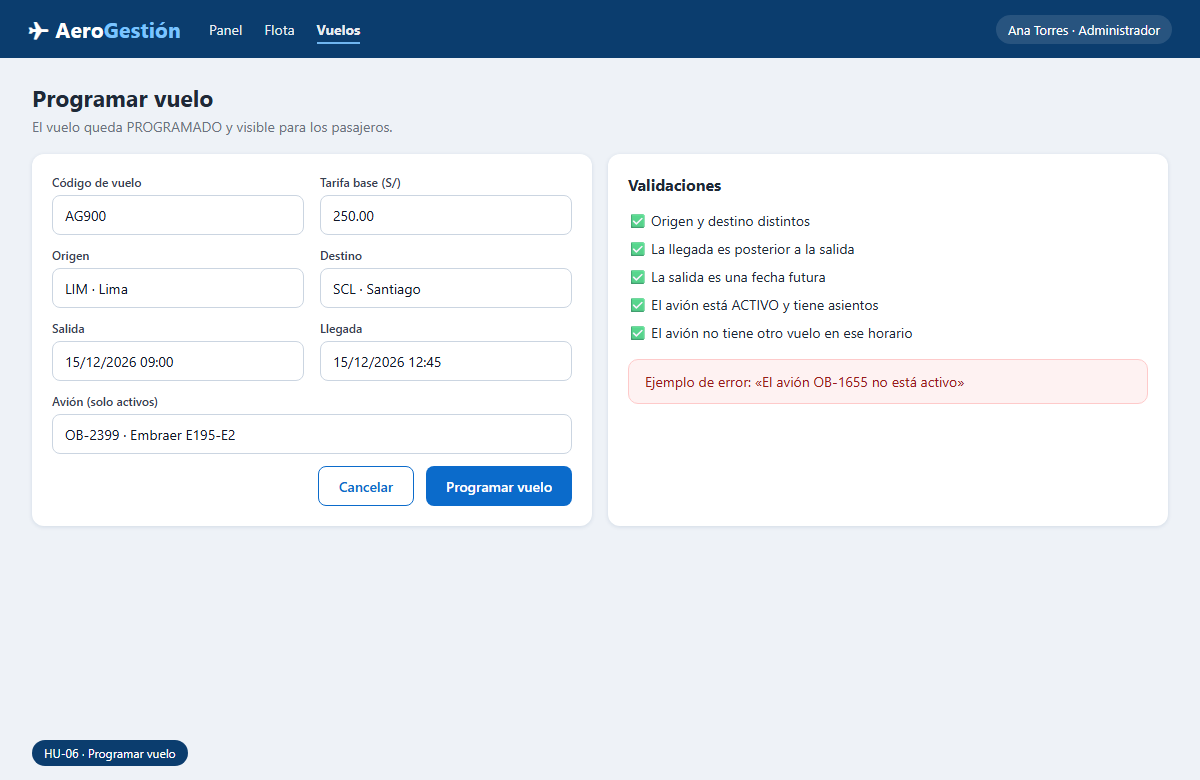 AeroGestión Panel Flota Vuelos Ana Torres · Administrador
Programar vuelo
El vuelo queda PROGRAMADO y visible para los pasajeros.
Código de vuelo Tarifa base (S/)
AG900 250.00
Origen Destino
LIM · Lima SCL · Santiago
Salida Llegada
15/12/2026 09:00 15/12/2026 12:45
Avión (solo activos)
OB-2399 · Embraer E195-E2
Cancelar Programar vuelo
Validaciones
Origen y destino distintos
La llegada es posterior a la salida
La salida es una fecha futura
El avión está ACTIVO y tiene asientos
El avión no tiene otro vuelo en ese horario
Ejemplo de error: «El avión OB-1655 no está activo»
HU-06 · Programar vuelo